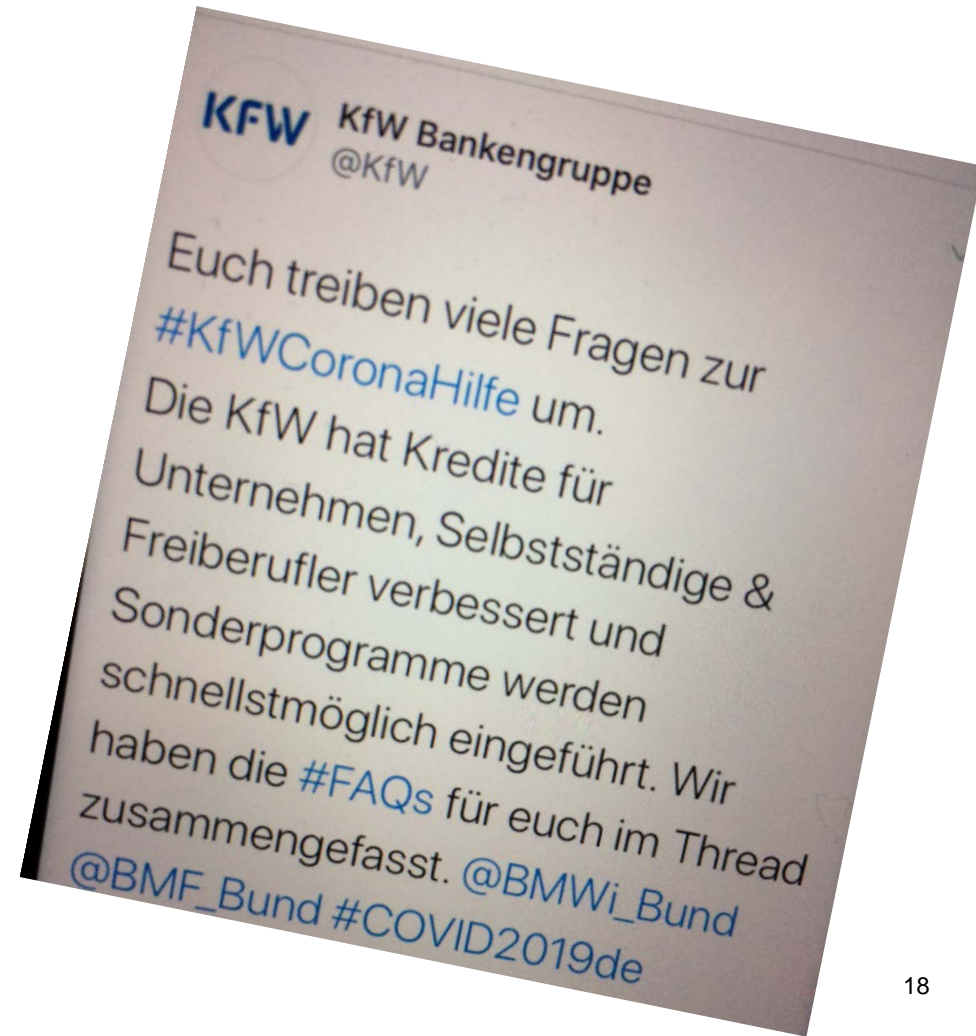 KFW
KfW Bankengruppe
@KfW
Euch treiben viele Fragen zur
#KfWCoronaHilfe um.
Die KfW hat Kredite für
Unternehmen, Selbstständige &
Freiberufler verbessert und
Sonderprogramme werden
schnellstmöglich eingeführt. Wir
haben die #FAQs für euch im Thread
zusammengefasst. @BMWi_Bund
@BMF_Bund #COVID2019de
18